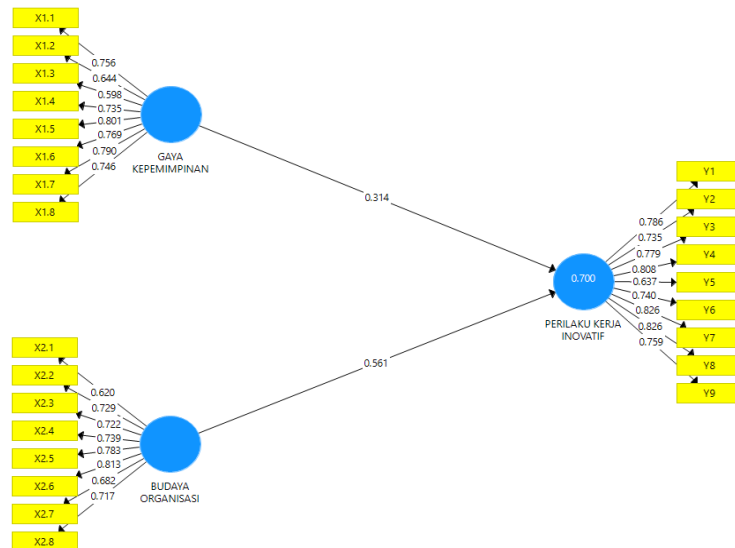 X1.1
X1.2
X1.3
X1.4
X1.5
X1.6
X1.7
X1.8
0.756
0.644
0.598
0.735
0.801
0.769
0.790
0.746
GAYA
KEPEMIMPINAN
0.314
X2.1
X2.2
X2.3
X2.4
X2.5
X2.6
X2.7
X2.8
0.620
0.729
0.722
0.739
0.783
0.813
0.682
0.717
BUDAYA
ORGANISASI
0.561
0.700
PERILAKU KERJA
INOVATIF
0.786
0.735
0.779
0.808
0.637
0.740
0.826
0.826
0.759
Y1
Y2
Y3
Y4
Y5
Y6
Y7
Y8
Y9